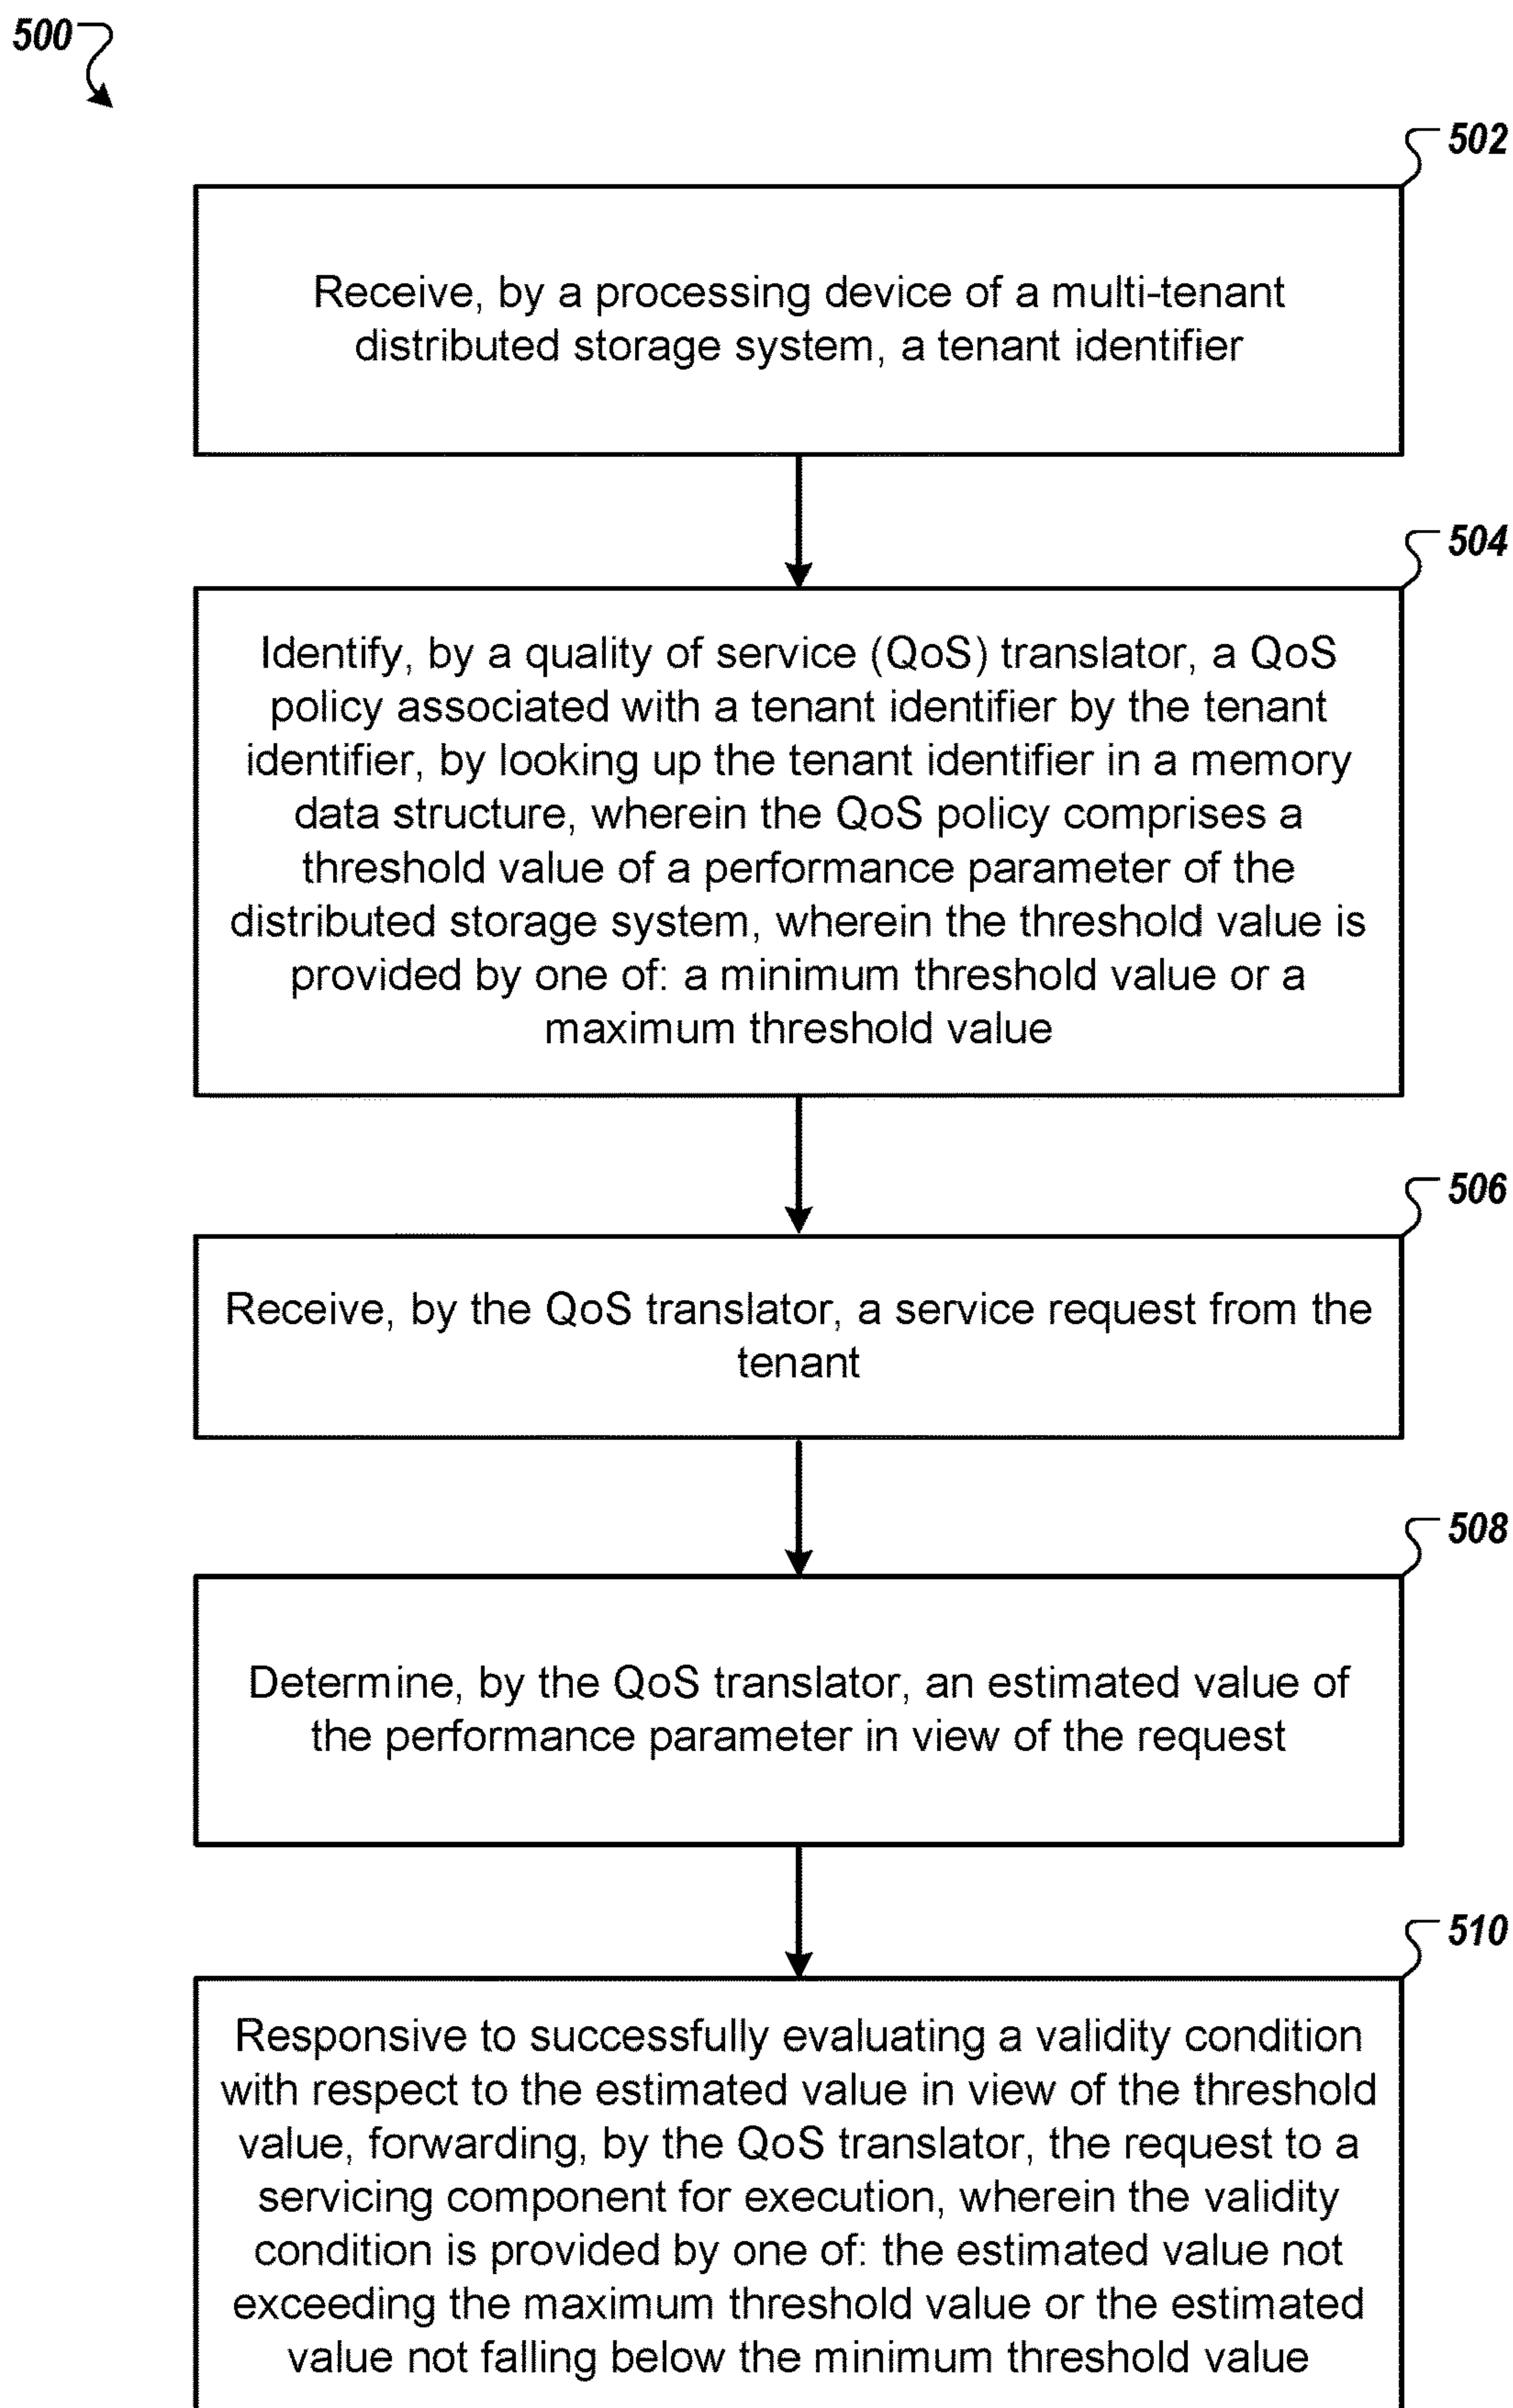 500
502
Receive, by a processing device of a multi-tenant
distributed storage system, a tenant identifier
504
Identify, by a quality of service (QoS) translator, a QoS
policy associated with a tenant identifier by the tenant
identifier, by looking up the tenant identifier in a memory
data structure, wherein the QoS policy comprises a
threshold value of a performance parameter of the
distributed storage system, wherein the threshold value is
provided by one of: a minimum threshold value or a
maximum threshold value
506
Receive, by the QoS translator, a service request from the
tenant
508
Determine, by the QoS translator, an estimated value of
the performance parameter in view of the request
510
Responsive to successfully evaluating a validity condition
with respect to the estimated value in view of the threshold
value, forwarding, by the QoS translator, the request to a
servicing component for execution, wherein the validity
condition is provided by one of: the estimated value not
exceeding the maximum threshold value or the estimated
value not falling below the minimum threshold value